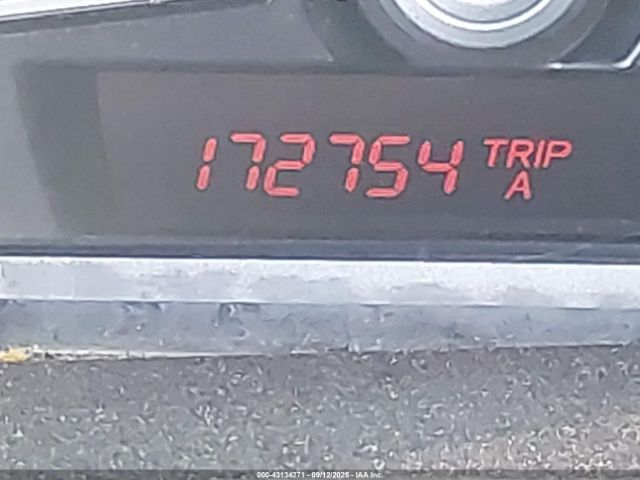 172754 TRIP
A
000-43134271 - 09/12/2025 - IAA Inc.